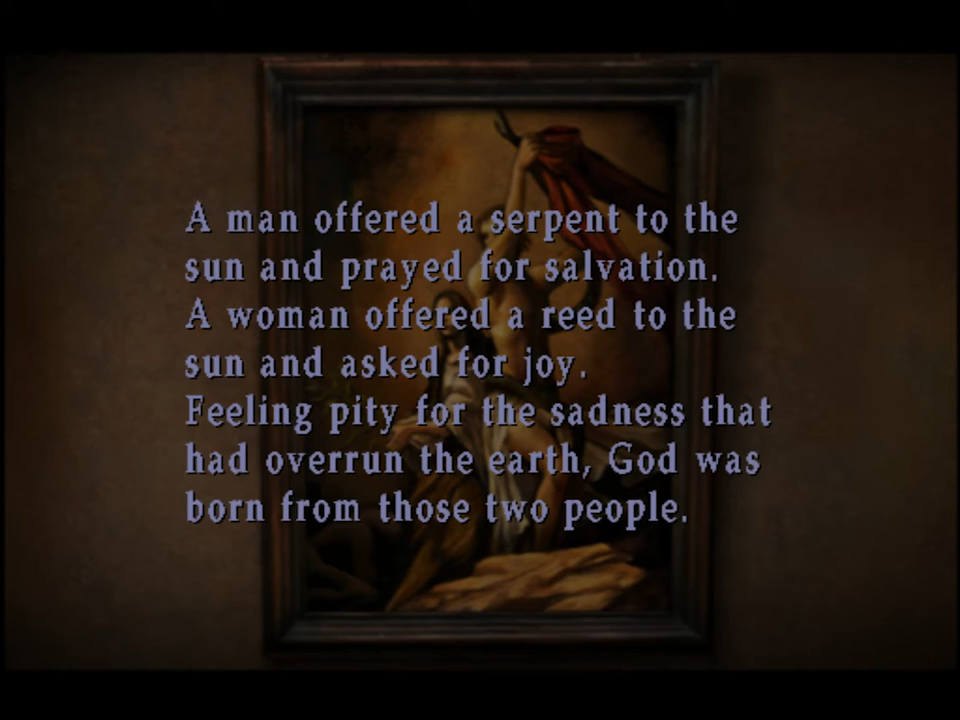 A man offered a serpent to the
sun and prayed for salvation.
A woman offered a reed to the
sun and asked for joy.
Feeling pity for the sadness that
had overrun the earth, God was
born from those two people.